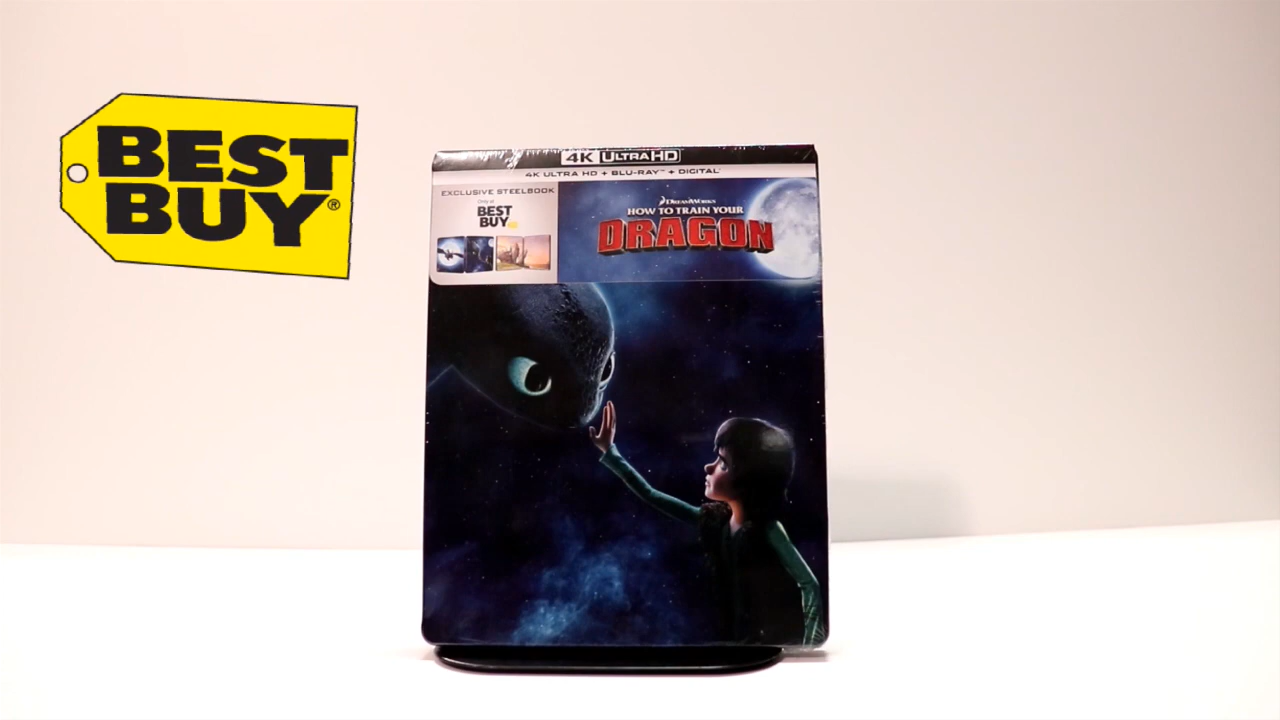 BEST
BUY®
4K ULTRA HD
4K ULTRA HD + BLU-RAY™ + DIGITAL
EXCLUSIVE STEELBOOK
Only at
BEST
BUY
DREAMWORKS
HOW TO TRAIN YOUR
DRAGON